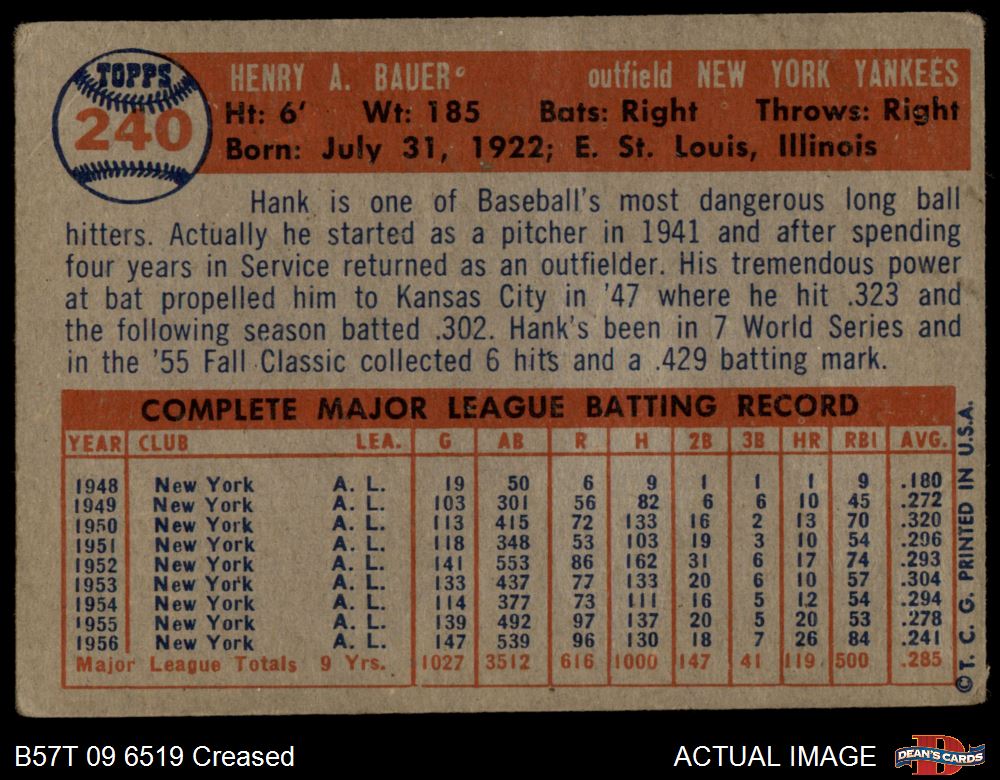 TOPPS
240
HENRY A. BAUER outfield NEW YORK YANKEES
Ht: 6' Wt: 185 Bats: Right Throws: Right
Born: July 31, 1922; E. St. Louis, Illinois
Hank is one of Baseball's most dangerous long ball
hitters. Actually he started as a pitcher in 1941 and after spending
four years in Service returned as an outfielder. His tremendous power
at bat propelled him to Kansas City in '47 where he hit .323 and
the following season batted .302. Hank's been in 7 World Series and
in the '55 Fall Classic collected 6 hits and a .429 batting mark.
COMPLETE MAJOR LEAGUE BATTING RECORD
YEAR CLUB LEA. G AB R H 2B 3B HR RBI AVG.
1948 New York A. L. 19 50 6 9 1 1 1 9 .180
1949 New York A. L. 103 301 56 82 6 6 10 45 .272
1950 New York A. L. 113 415 72 133 16 2 13 70 .320
1951 New York A. L. 118 348 53 103 19 3 10 54 .296
1952 New York A. L. 141 553 86 162 31 6 17 74 .293
1953 New York A. L. 133 437 77 133 20 6 10 57 .304
1954 New York A. L. 114 377 73 111 16 5 12 54 .294
1955 New York A. L. 139 492 97 137 20 5 20 53 .278
1956 New York A. L. 147 539 96 130 18 7 26 84 .241
Major League Totals 9 Yrs. 1027 3512 616 1000 147 41 119 500 .285
©T. C. G. PRINTED IN U.S.A.
B57T 09 6519 Creased
ACTUAL IMAGE
DEAN'S CARDS